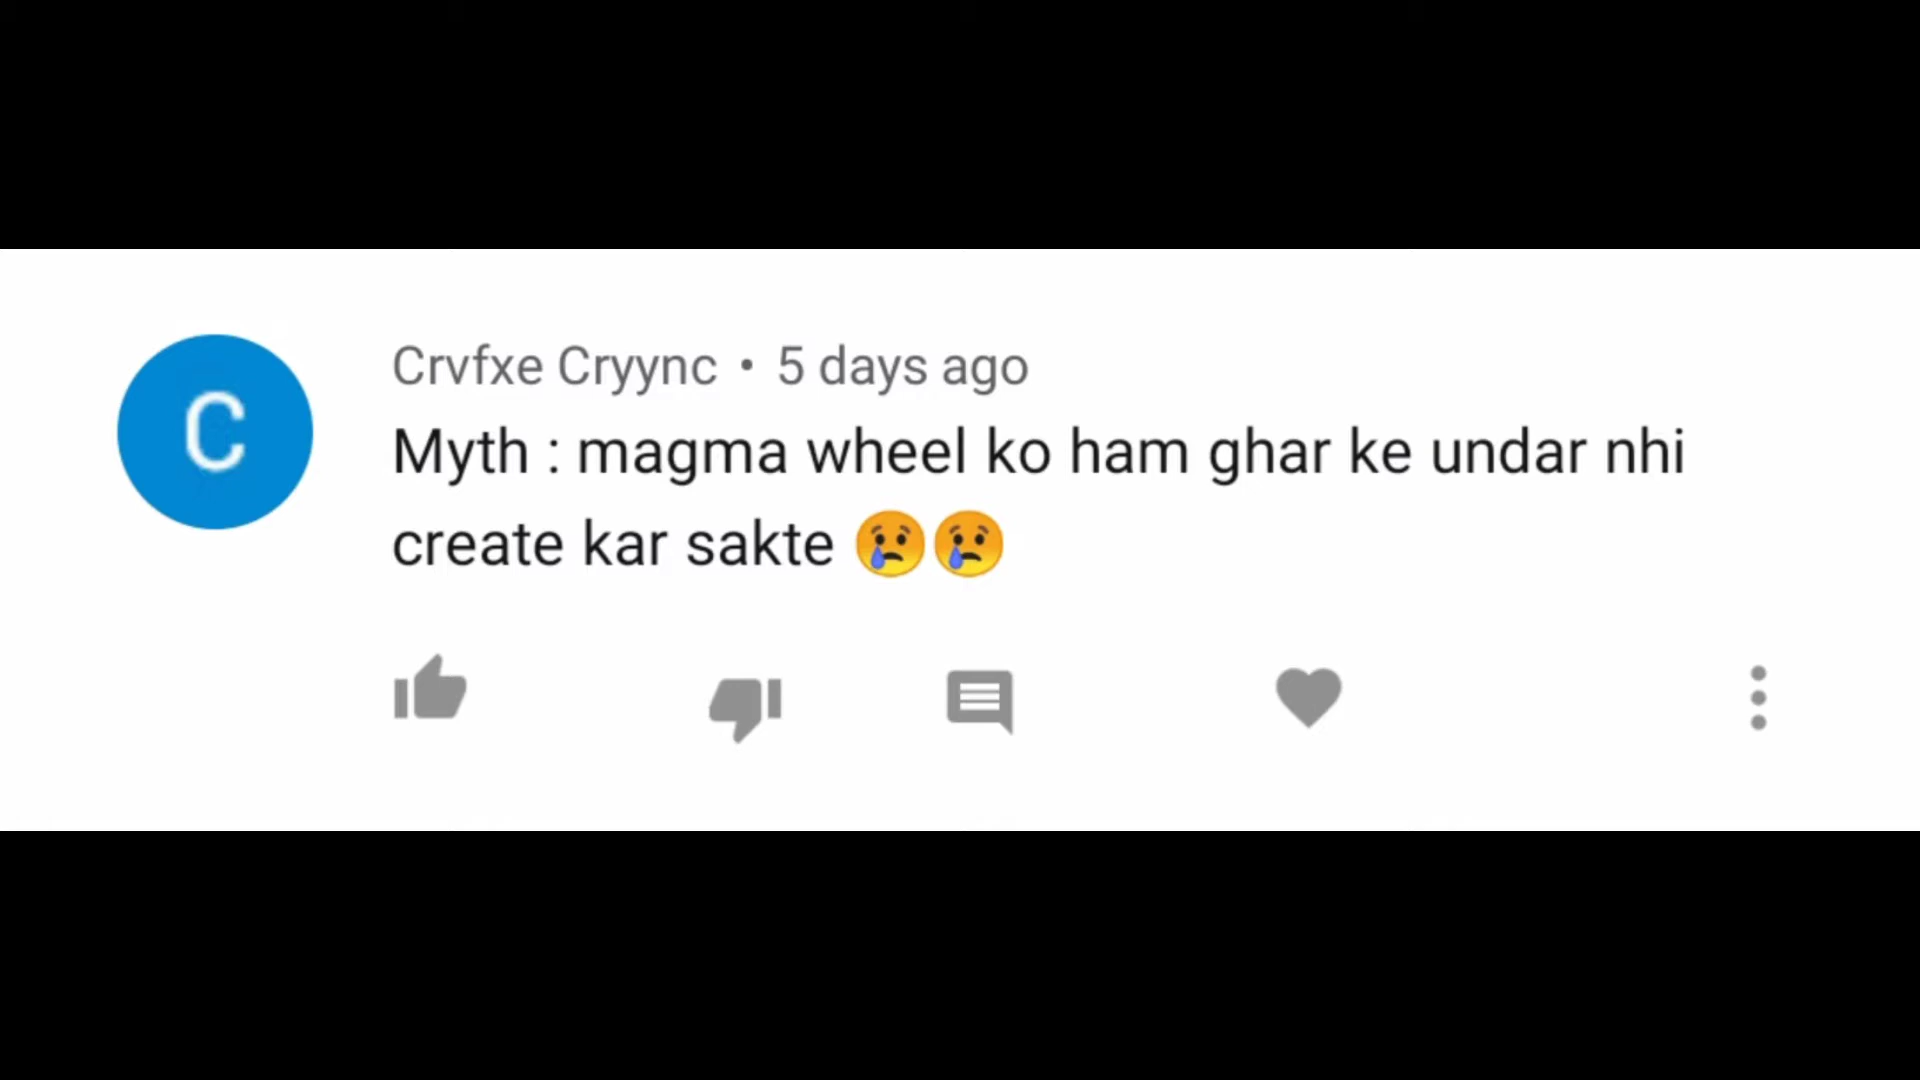 C
Crvfxe Cryync • 5 days ago
Myth : magma wheel ko ham ghar ke undar nhi
create kar sakte 😢😢